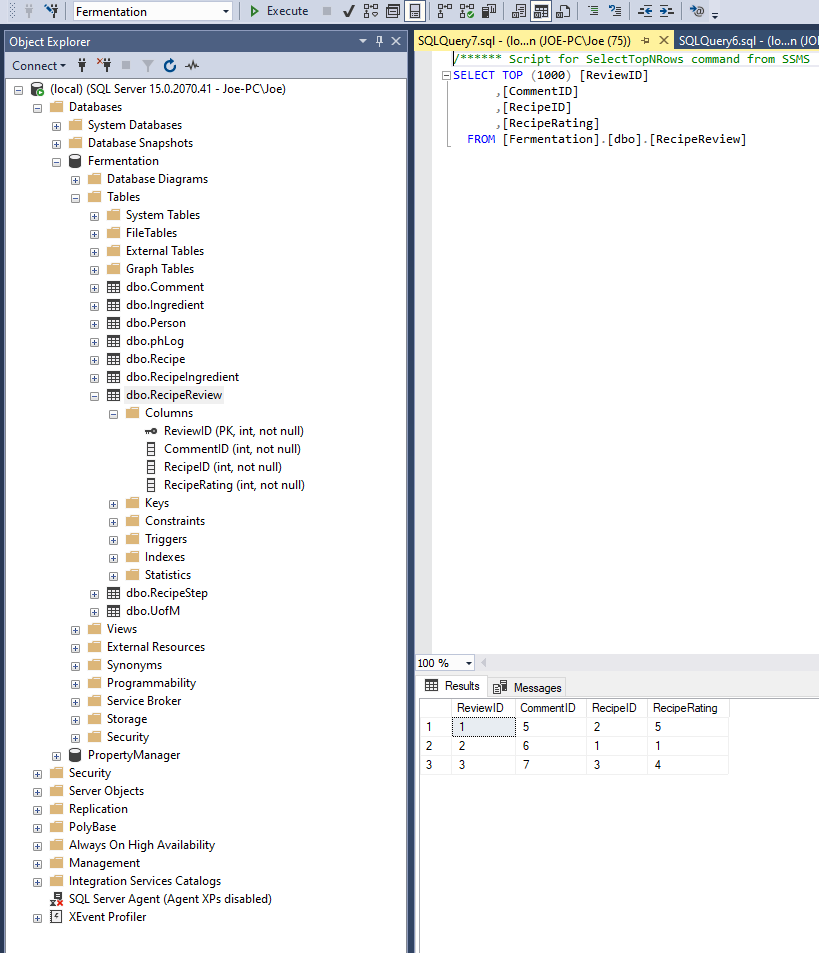 Fermentation
Execute
Object Explorer
Connect
(local) (SQL Server 15.0.2070.41 - Joe-PC\Joe)
Databases
System Databases
Database Snapshots
Fermentation
Database Diagrams
Tables
System Tables
FileTables
External Tables
Graph Tables
dbo.Comment
dbo.Ingredient
dbo.Person
dbo.phLog
dbo.Recipe
dbo.RecipeIngredient
dbo.RecipeReview
Columns
ReviewID (PK, int, not null)
CommentID (int, not null)
RecipeID (int, not null)
RecipeRating (int, not null)
Keys
Constraints
Triggers
Indexes
Statistics
dbo.RecipeStep
dbo.UofM
Views
External Resources
Synonyms
Programmability
Service Broker
Storage
Security
PropertyManager
Security
Server Objects
Replication
PolyBase
Always On High Availability
Management
Integration Services Catalogs
SQL Server Agent (Agent XPs disabled)
XEvent Profiler
SQLQuery7.sql - (lo...n (JOE-PC\Joe (75)) SQLQuery6.sql - (lo...n (JO
/****** Script for SelectTopNRows command from SSMS
SELECT TOP (1000) [ReviewID]
,[CommentID]
,[RecipeID]
,[RecipeRating]
FROM [Fermentation].[dbo].[RecipeReview]
100 %
Results Messages
ReviewID CommentID RecipeID RecipeRating
1 1 5 2 5
2 2 6 1 1
3 3 7 3 4